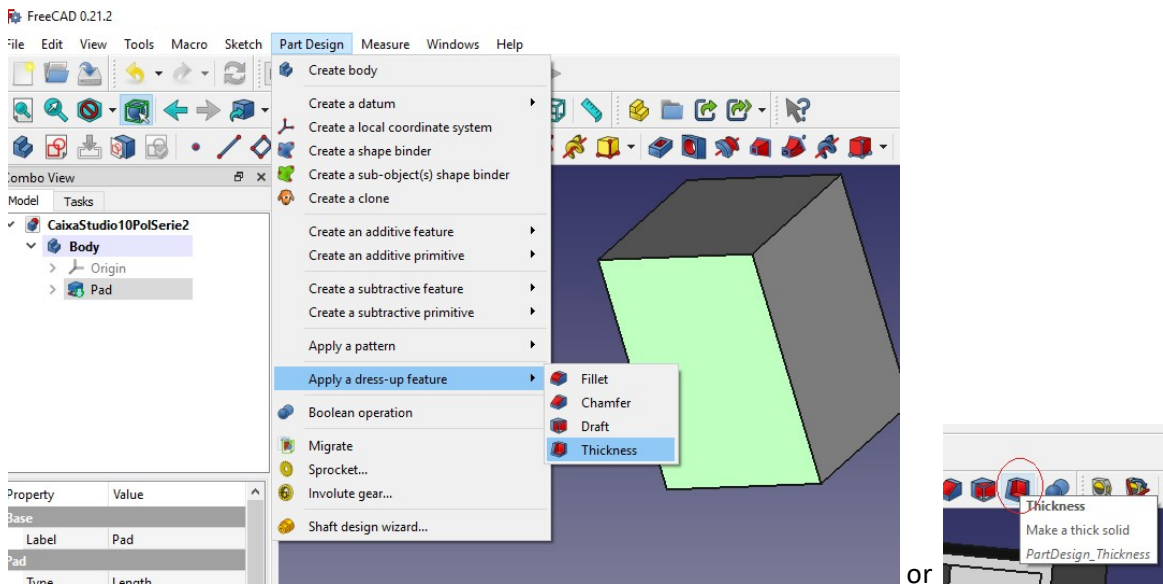 FreeCAD 0.21.2
File Edit View Tools Macro Sketch Part Design Measure Windows Help
Create body
Create a datum
Create a local coordinate system
Create a shape binder
Create a sub-object(s) shape binder
Create a clone
Create an additive feature
Create an additive primitive
Create a subtractive feature
Create a subtractive primitive
Apply a pattern
Apply a dress-up feature
Boolean operation
Migrate
Sprocket...
Involute gear...
Shaft design wizard...
Fillet
Chamfer
Draft
Thickness
Combo View
Model Tasks
CaixaStudio10PolSerie2
Body
Origin
Pad
Property Value
Base
Label Pad
Pad
Type Length
or
Thickness
Make a thick solid
PartDesign_Thickness